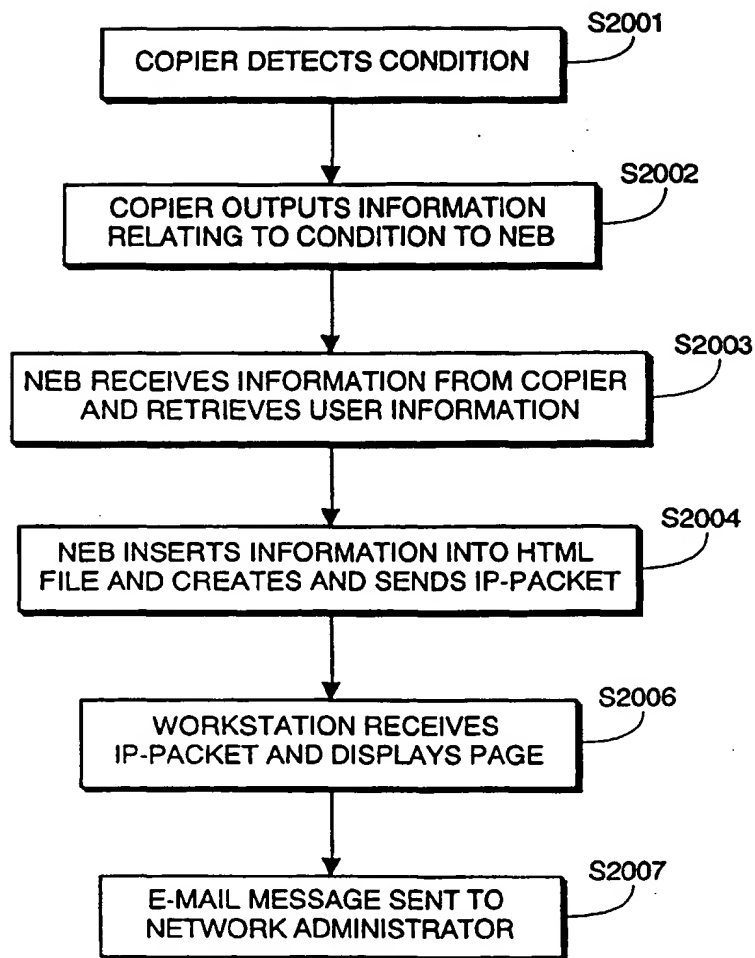 S2001
COPIER DETECTS CONDITION
S2002
COPIER OUTPUTS INFORMATION
RELATING TO CONDITION TO NEB
S2003
NEB RECEIVES INFORMATION FROM COPIER
AND RETRIEVES USER INFORMATION
S2004
NEB INSERTS INFORMATION INTO HTML
FILE AND CREATES AND SENDS IP-PACKET
S2006
WORKSTATION RECEIVES
IP-PACKET AND DISPLAYS PAGE
S2007
E-MAIL MESSAGE SENT TO
NETWORK ADMINISTRATOR